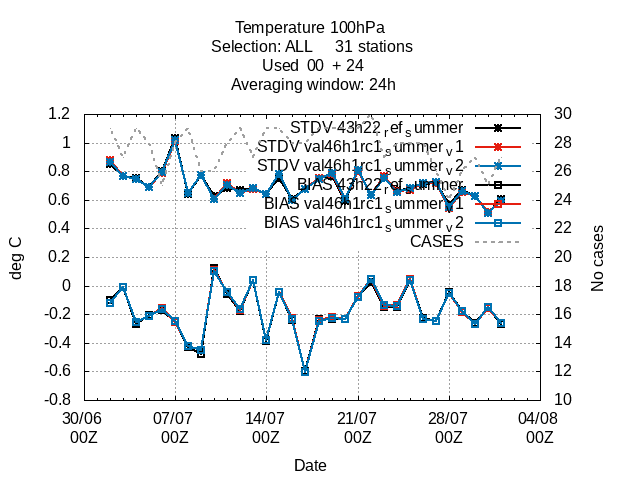 Temperature 100hPa
Selection: ALL 31 stations
Used 00 + 24
Averaging window: 24h
1.2
1
0.8
0.6
0.4
0.2
0
-0.2
-0.4
-0.6
-0.8
30
28
26
24
22
20
18
16
14
12
10
STDV 43h22_ref_summer
STDV val46h1rc1_summer_v1
STDV val46h1rc1_summer_v2
BIAS 43h22_ref_summer
BIAS val46h1rc1_summer_v1
BIAS val46h1rc1_summer_v2
CASES
deg C
No cases
30/06 07/07 14/07 21/07 28/07 04/08
00Z 00Z 00Z 00Z 00Z 00Z
Date